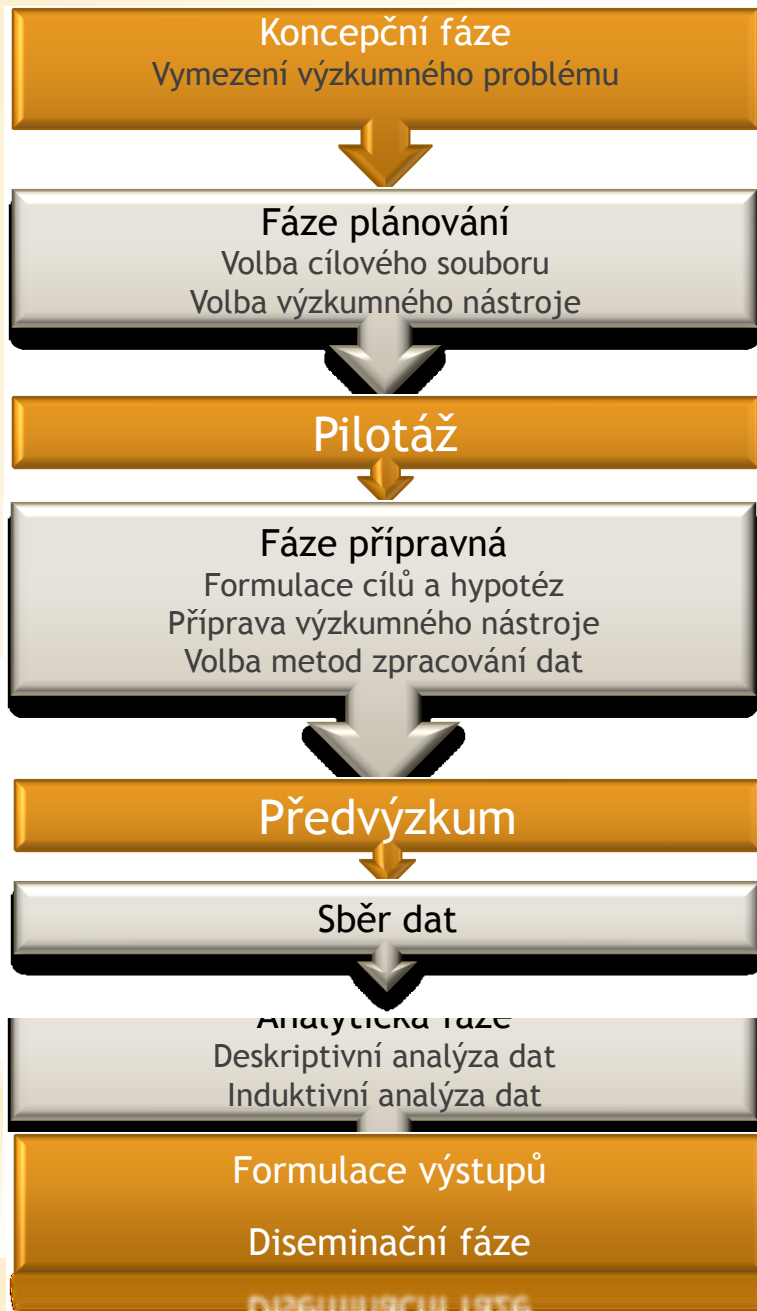 Koncepční fáze
Vymezení výzkumného problému
Fáze plánování
Volba cílového souboru
Volba výzkumného nástroje
Pilotáž
Fáze přípravná
Formulace cílů a hypotéz
Příprava výzkumného nástroje
Volba metod zpracování dat
Předvýzkum
Sběr dat
Analytická fáze
Deskriptivní analýza dat
Induktivní analýza dat
Formulace výstupů
Diseminační fáze